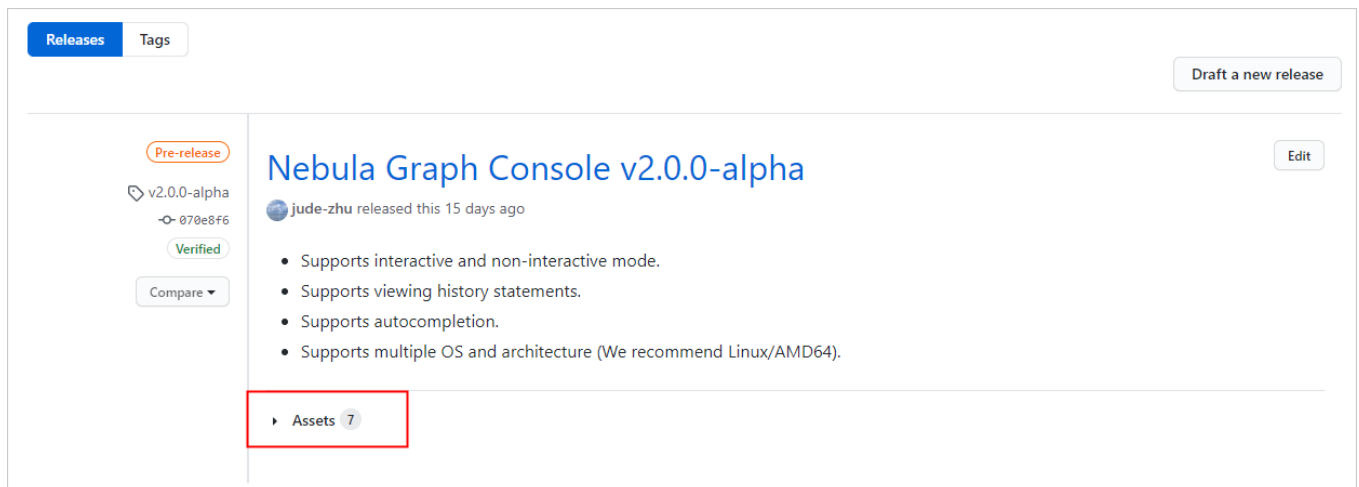 Releases Tags
Draft a new release
Pre-release
v2.0.0-alpha
070e8f6
Verified
Compare
Nebula Graph Console v2.0.0-alpha
Edit
jude-zhu released this 15 days ago
Supports interactive and non-interactive mode.
Supports viewing history statements.
Supports autocompletion.
Supports multiple OS and architecture (We recommend Linux/AMD64).
Assets 7